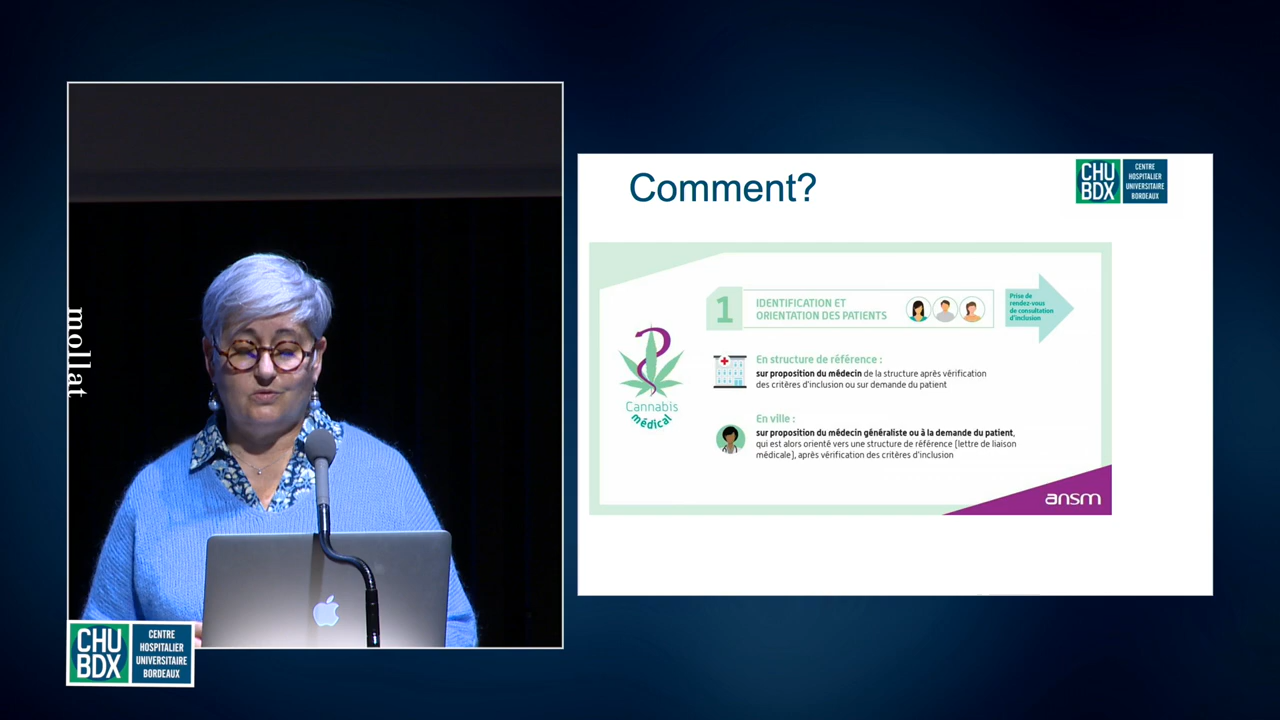 mollat
CHU
BDX
CENTRE
HOSPITALIER
UNIVERSITAIRE
BORDEAUX
Comment?
CHU
BDX
CENTRE
HOSPITALIER
UNIVERSITAIRE
BORDEAUX
1
IDENTIFICATION ET
ORIENTATION DES PATIENTS
Prise de
rendez-vous
de consultation
d'inclusion
Cannabis
médical
En structure de référence :
sur proposition du médecin de la structure après vérification
des critères d'inclusion ou sur demande du patient
En ville :
sur proposition du médecin généraliste ou à la demande du patient,
qui est alors orienté vers une structure de référence [lettre de liaison
médicale], après vérification des critères d'inclusion
ansm